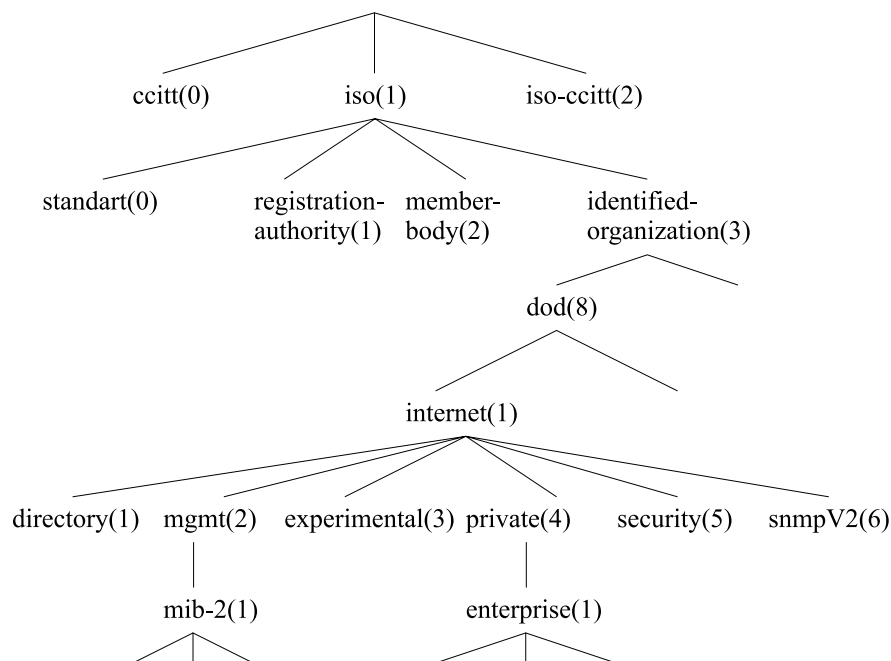 ccitt(0) iso(1) iso-ccitt(2)
standart(0) registration- member- identified-
authority(1) body(2) organization(3)
dod(8)
internet(1)
directory(1) mgmt(2) experimental(3) private(4) security(5) snmpV2(6)
mib-2(1) enterprise(1)